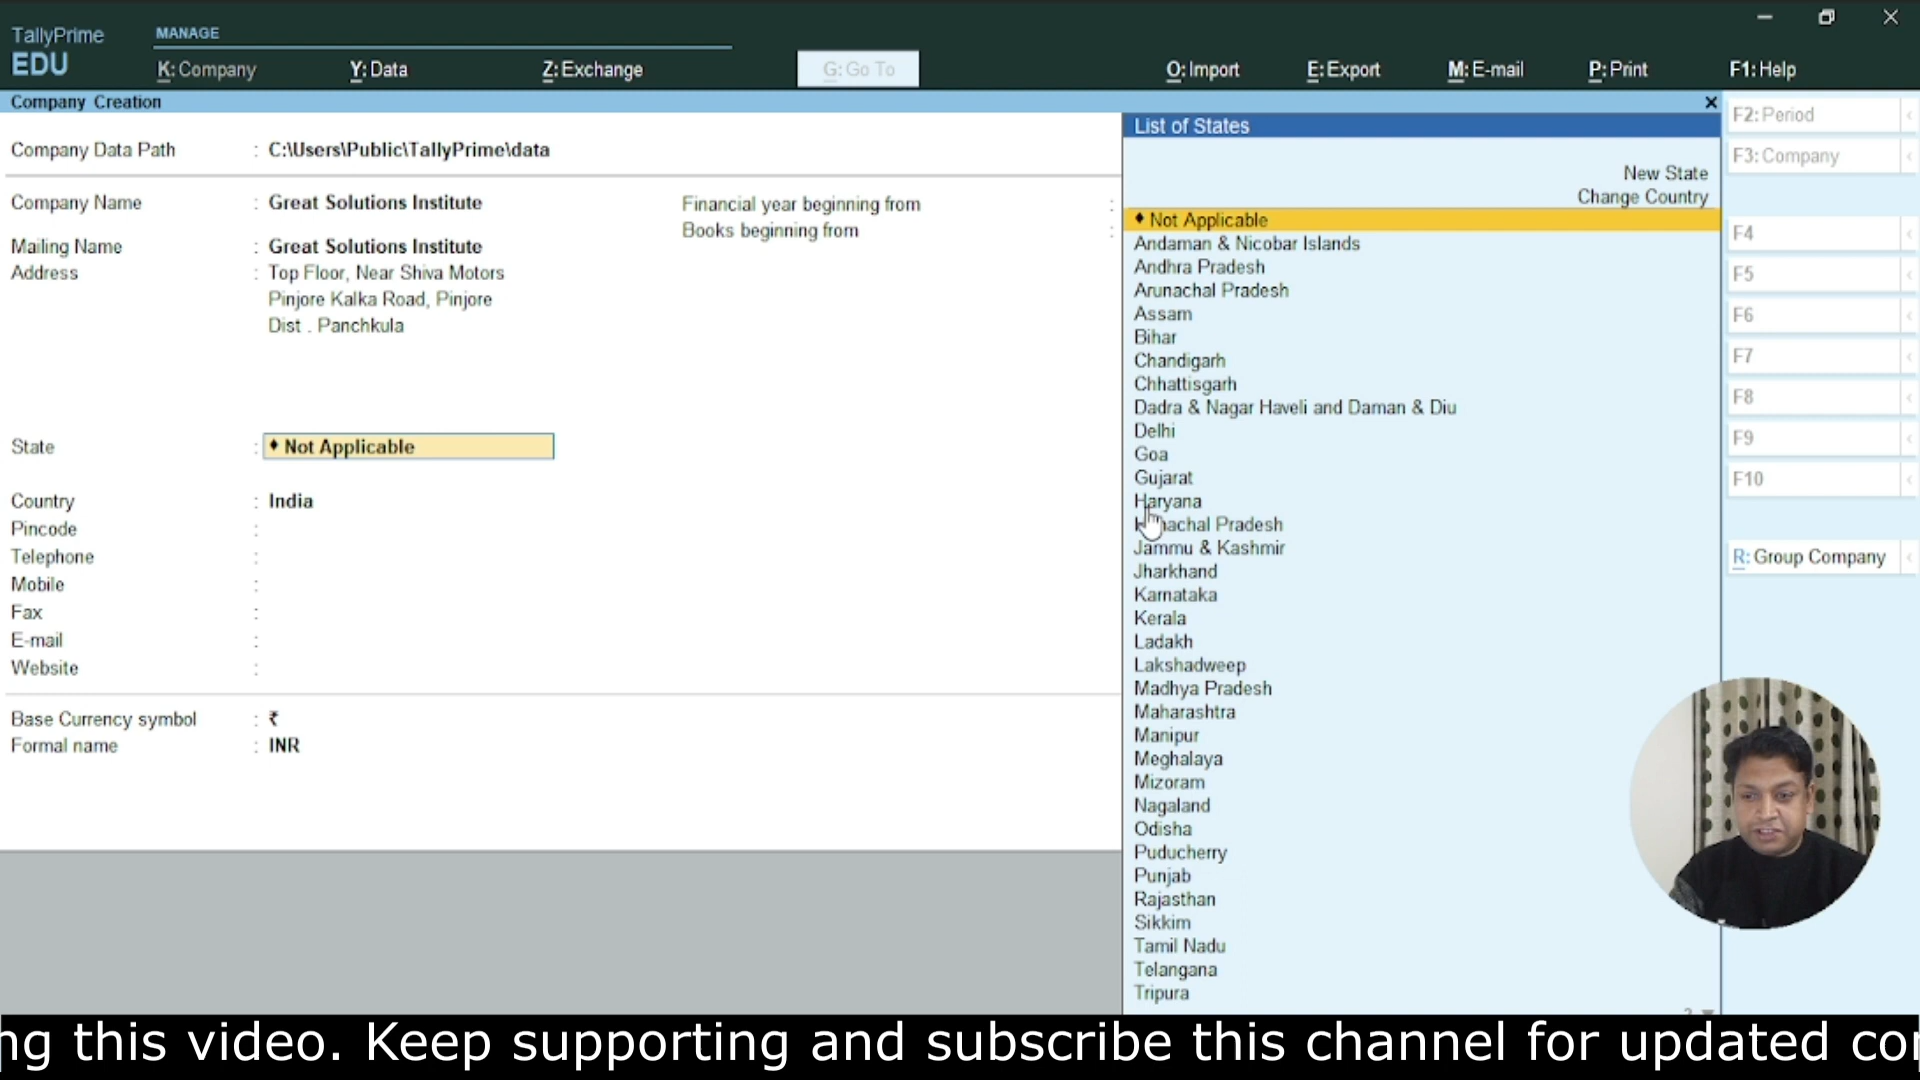 TallyPrime
EDU
MANAGE
K: Company
Y: Data
Z: Exchange
G: Go To
O: Import
E: Export
M: E-mail
P: Print
F1: Help
Company Creation
Company Data Path : C:\Users\Public\TallyPrime\data
Company Name : Great Solutions Institute
Financial year beginning from :
Books beginning from :
Mailing Name : Great Solutions Institute
Address : Top Floor, Near Shiva Motors
Pinjore Kalka Road, Pinjore
Dist . Panchkula
State : ♦ Not Applicable
Country : India
Pincode :
Telephone :
Mobile :
Fax :
E-mail :
Website :
Base Currency symbol : ₹
Formal name : INR
List of States
New State
Change Country
♦ Not Applicable
Andaman & Nicobar Islands
Andhra Pradesh
Arunachal Pradesh
Assam
Bihar
Chandigarh
Chhattisgarh
Dadra & Nagar Haveli and Daman & Diu
Delhi
Goa
Gujarat
Haryana
Pradesh
Jammu & Kashmir
Jharkhand
Karnataka
Kerala
Ladakh
Lakshadweep
Madhya Pradesh
Maharashtra
Manipur
Meghalaya
Mizoram
Nagaland
Odisha
Puducherry
Punjab
Rajasthan
Sikkim
Tamil Nadu
Telangana
Tripura
F2: Period
F3: Company
F4
F5
F6
F7
F8
F9
F10
R: Group Company
ng this video. Keep supporting and subscribe this channel for updated con